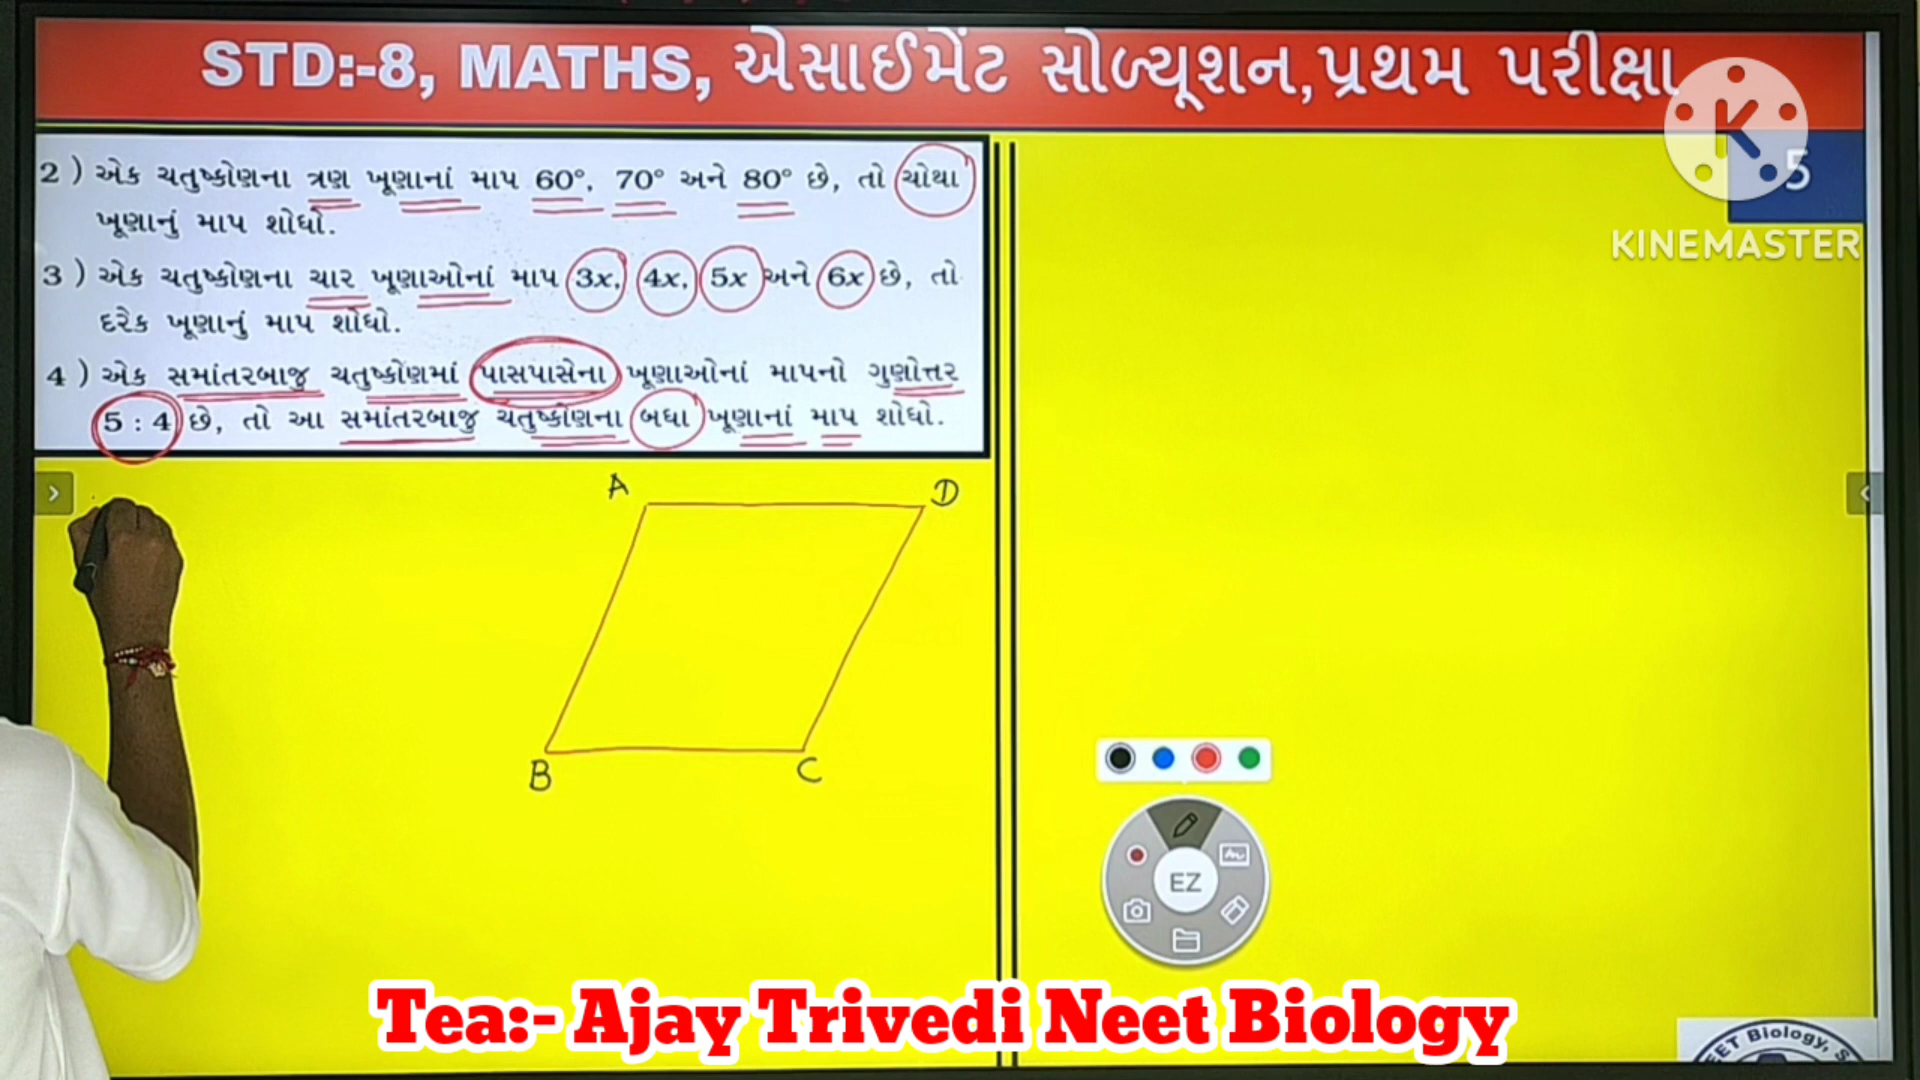 STD:-8, MATHS, એસાઈમેંટ સોળ્યૂશન,પ્રથમ પરીક્ષા
5
KINEMASTER
2 ) એક ચતુષ્કોણના ત્રણ ખૂણાનાં માપ 60°, 70° અને 80° છે, તો ચોથા
ખૂણાનું માપ શોધો.
3 ) એક ચતુષ્કોણના ચાર ખૂણાઓનાં માપ 3x, 4x, 5x અને 6x છે, તો
દરેક ખૂણાનું માપ શોધો.
4 ) એક સમાંતરબાજુ ચતુષ્કોણમાં પાસપાસેના ખૂણાઓનાં માપનો ગુણોત્તર
5 : 4 છે, તો આ સમાંતરબાજુ ચતુષ્કોણના બધા ખૂણાનાં માપ શોધો.
A D
B C
EZ
Tea:- Ajay Trivedi Neet Biology
Biology,